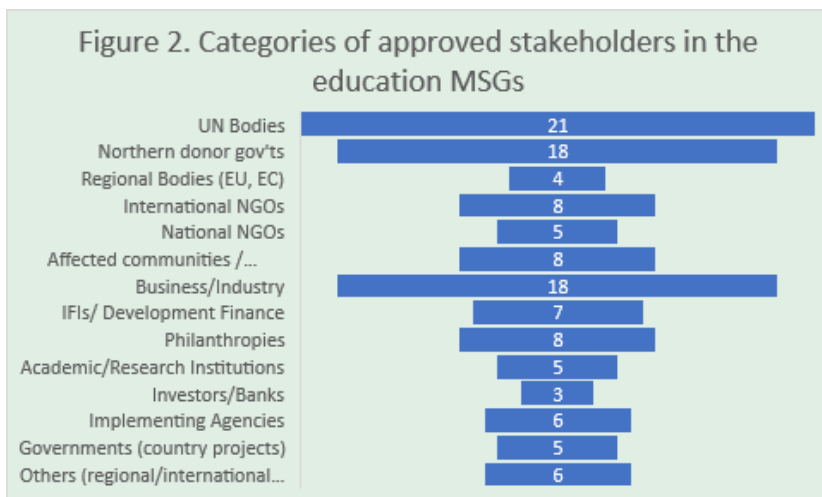 Figure 2. Categories of approved stakeholders in the
education MSGs
UN Bodies 21
Northern donor gov'ts 18
Regional Bodies (EU, EC) 4
International NGOs 8
National NGOs 5
Affected communities /... 8
Business/Industry 18
IFIs/ Development Finance 7
Philanthropies 8
Academic/Research Institutions 5
Investors/Banks 3
Implementing Agencies 6
Governments (country projects) 5
Others (regional/international... 6